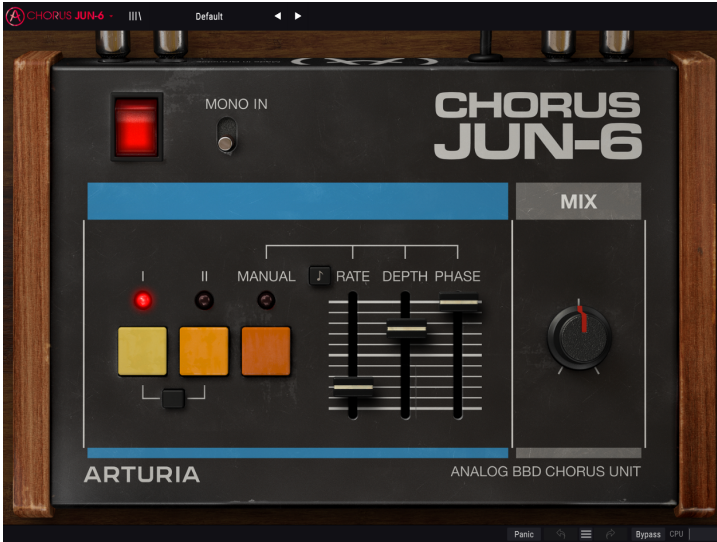 CHORUS JUN-6
Default
MONO IN
CHORUS
JUN-6
MIX
I II MANUAL RATE DEPTH PHASE
ARTURIA
ANALOG BBD CHORUS UNIT
Panic Bypass CPU